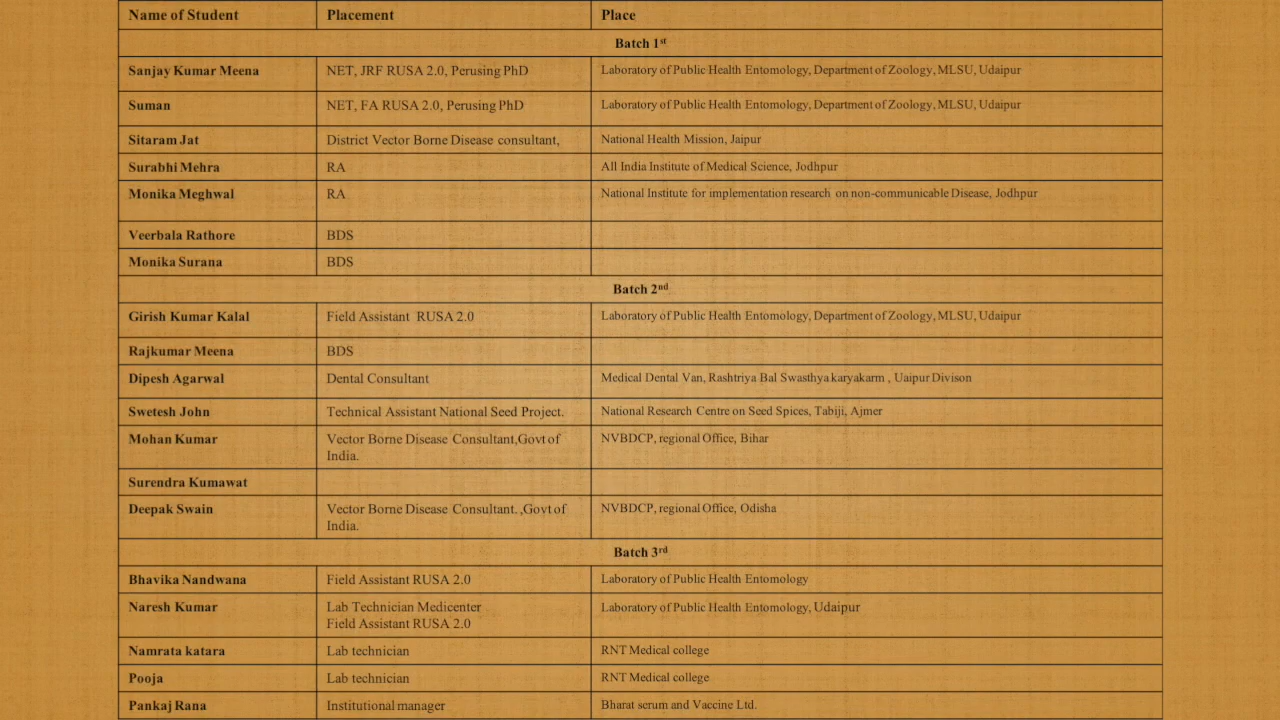 Name of Student Placement Place
Batch 1st
Sanjay Kumar Meena NET, JRF RUSA 2.0, Perusing PhD Laboratory of Public Health Entomology, Department of Zoology, MLSU, Udaipur
Suman NET, FA RUSA 2.0, Perusing PhD Laboratory of Public Health Entomology, Department of Zoology, MLSU, Udaipur
Sitaram Jat District Vector Borne Disease consultant, National Health Mission, Jaipur
Surabhi Mehra RA All India Institute of Medical Science, Jodhpur
Monika Meghwal RA National Institute for implementation research on non-communicable Disease, Jodhpur
Veerbala Rathore BDS
Monika Surana BDS
Batch 2nd
Girish Kumar Kalal Field Assistant RUSA 2.0 Laboratory of Public Health Entomology, Department of Zoology, MLSU, Udaipur
Rajkumar Meena BDS
Dipesh Agarwal Dental Consultant Medical Dental Van, Rashtriya Bal Swasthya karyakarm , Uaipur Divison
Swetesh John Technical Assistant National Seed Project. National Research Centre on Seed Spices, Tabiji, Ajmer
Mohan Kumar Vector Borne Disease Consultant,Govt of NVBDCP, regional Office, Bihar
India.
Surendra Kumawat
Deepak Swain Vector Borne Disease Consultant. ,Govt of NVBDCP, regional Office, Odisha
India.
Batch 3rd
Bhavika Nandwana Field Assistant RUSA 2.0 Laboratory of Public Health Entomology
Naresh Kumar Lab Technician Medicenter Laboratory of Public Health Entomology, Udaipur
Field Assistant RUSA 2.0
Namrata katara Lab technician RNT Medical college
Pooja Lab technician RNT Medical college
Pankaj Rana Institutional manager Bharat serum and Vaccine Ltd.